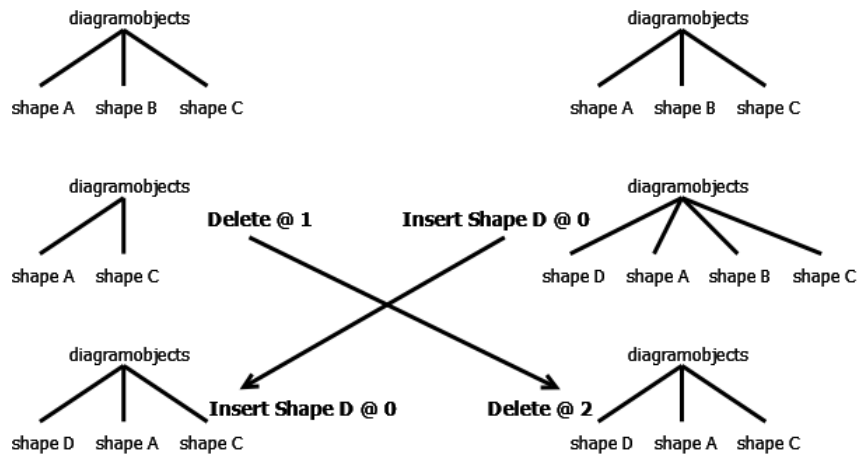 diagramobjects diagramobjects
shape A shape B shape C shape A shape B shape C
diagramobjects diagramobjects
Delete @ 1 Insert Shape D @ 0
shape A shape C shape D shape A shape B shape C
diagramobjects diagramobjects
Insert Shape D @ 0 Delete @ 2
shape D shape A shape C shape D shape A shape C